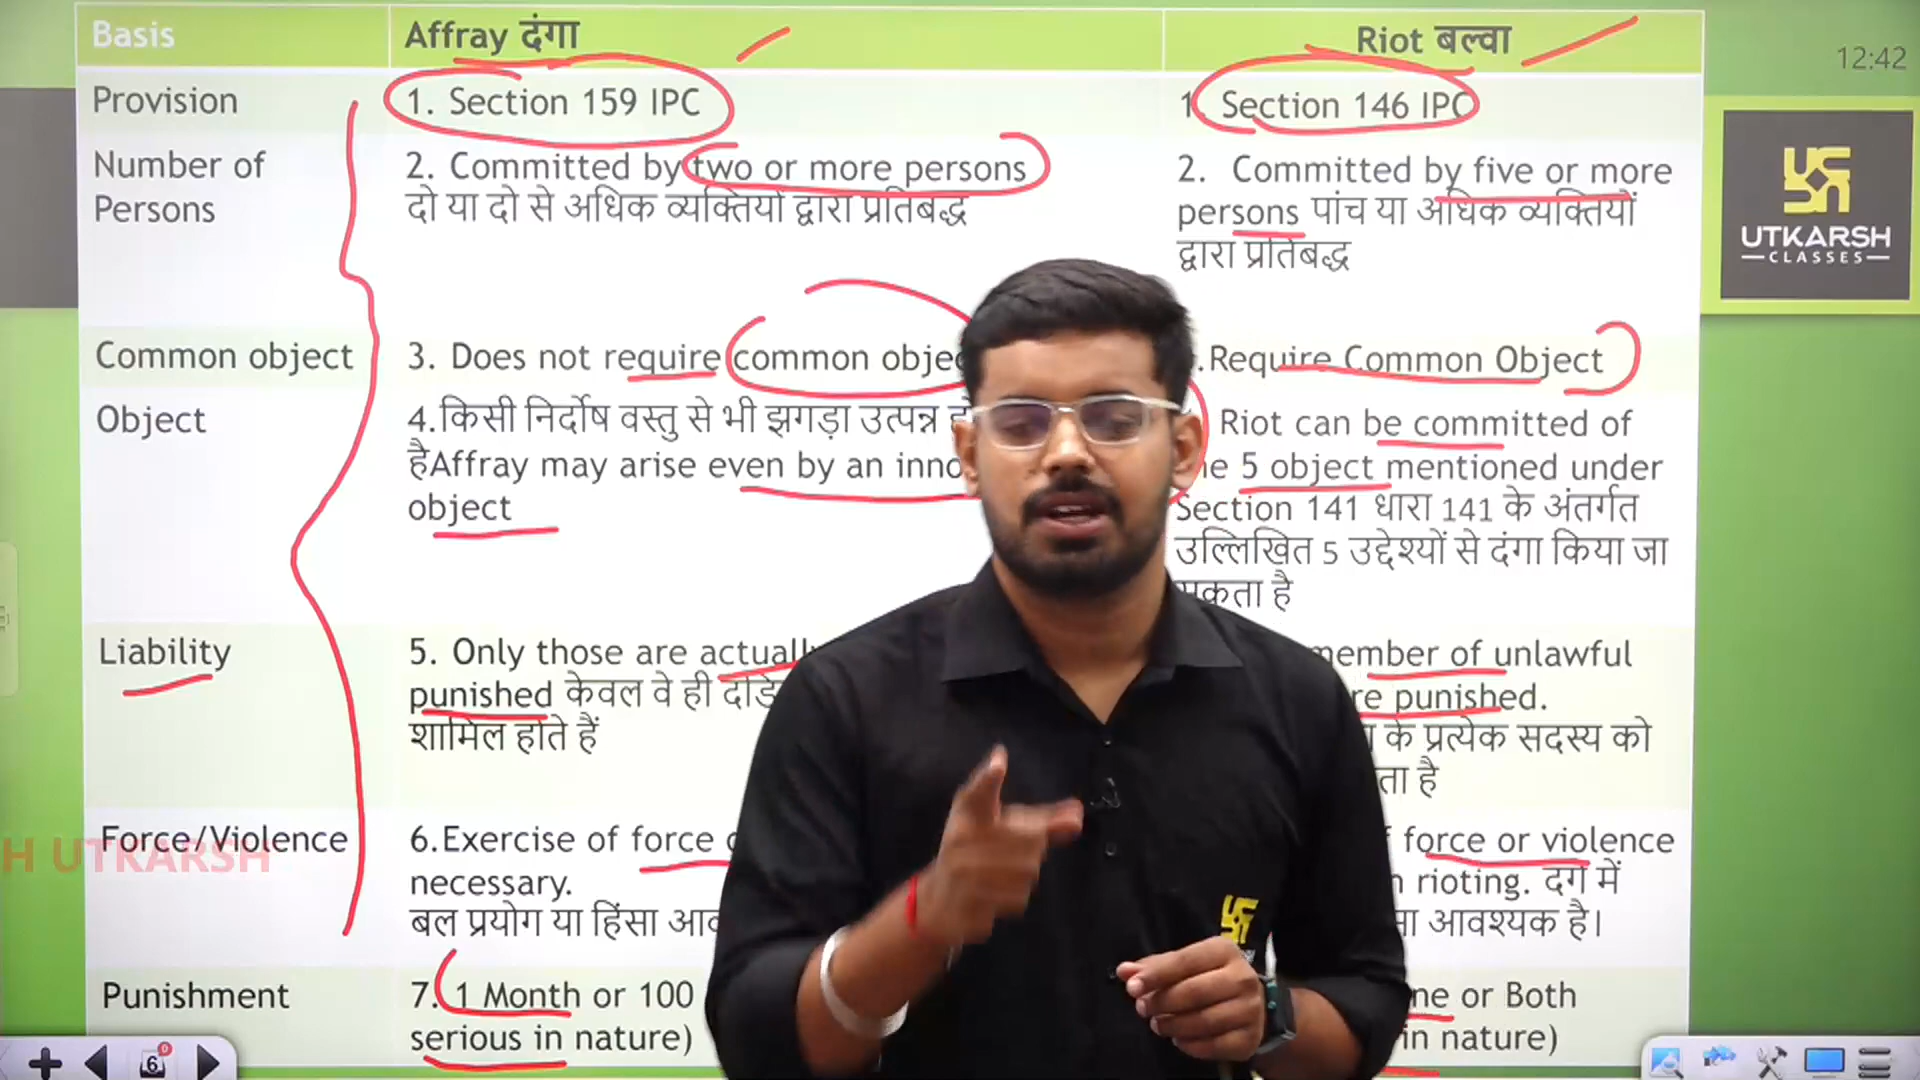 Basis
Affray दंगा
Riot बल्वा
12:42
Provision
1. Section 159 IPC
1. Section 146 IPC
Number of
Persons
2. Committed by two or more persons
दो या दो से अधिक व्यक्तियों द्वारा प्रतिबद्ध
2. Committed by five or more
persons पांच या अधिक व्यक्तियों
द्वारा प्रतिबद्ध
UTKARSH
CLASSES
Common object
3. Does not require common
.Require Common Object
Object
4.किसी निर्दोष वस्तु से भी झगड़ा उत्पन्न
हैAffray may arise even by an
object
Riot can be committed of
5 object mentioned under
Section 141 धारा 141 के अंतर्गत
उल्लिखित 5 उद्देश्यों से दंगा किया जा
सकता है
Liability
5. Only those are actually
punished केवल वे ही
शामिल होते हैं
member of unlawful
punished.
के प्रत्येक सदस्य को
है
Force/Violence
H UTKARSH
6.Exercise of force
necessary.
बल प्रयोग या हिंसा
force or violence
rioting. दंगे में
आवश्यक है।
Punishment
7. 1 Month or 100
serious in nature)
or Both
in nature)
6